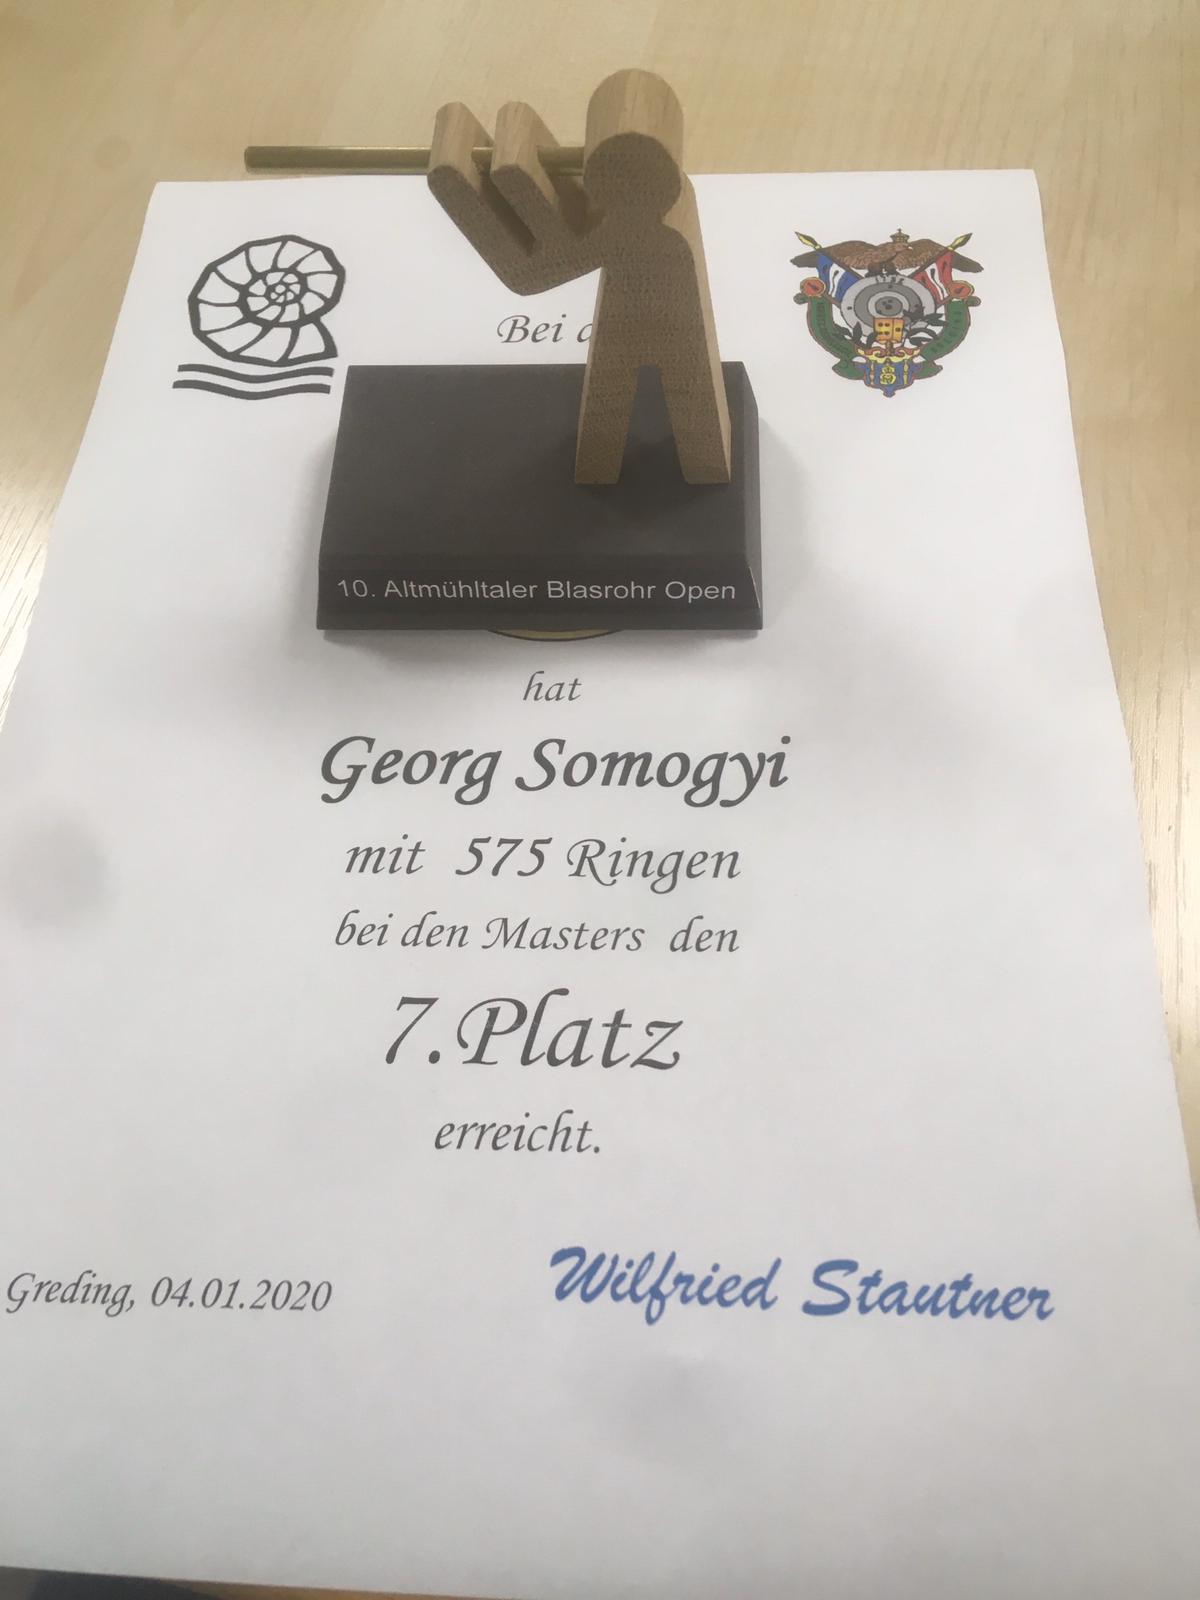 Bei
10. Altmühltaler Blasrohr Open
hat
Georg Somogyi
mit 575 Ringen
bei den Masters den
7. Platz
erreicht.
Greding, 04.01.2020
Wilfried Stautner